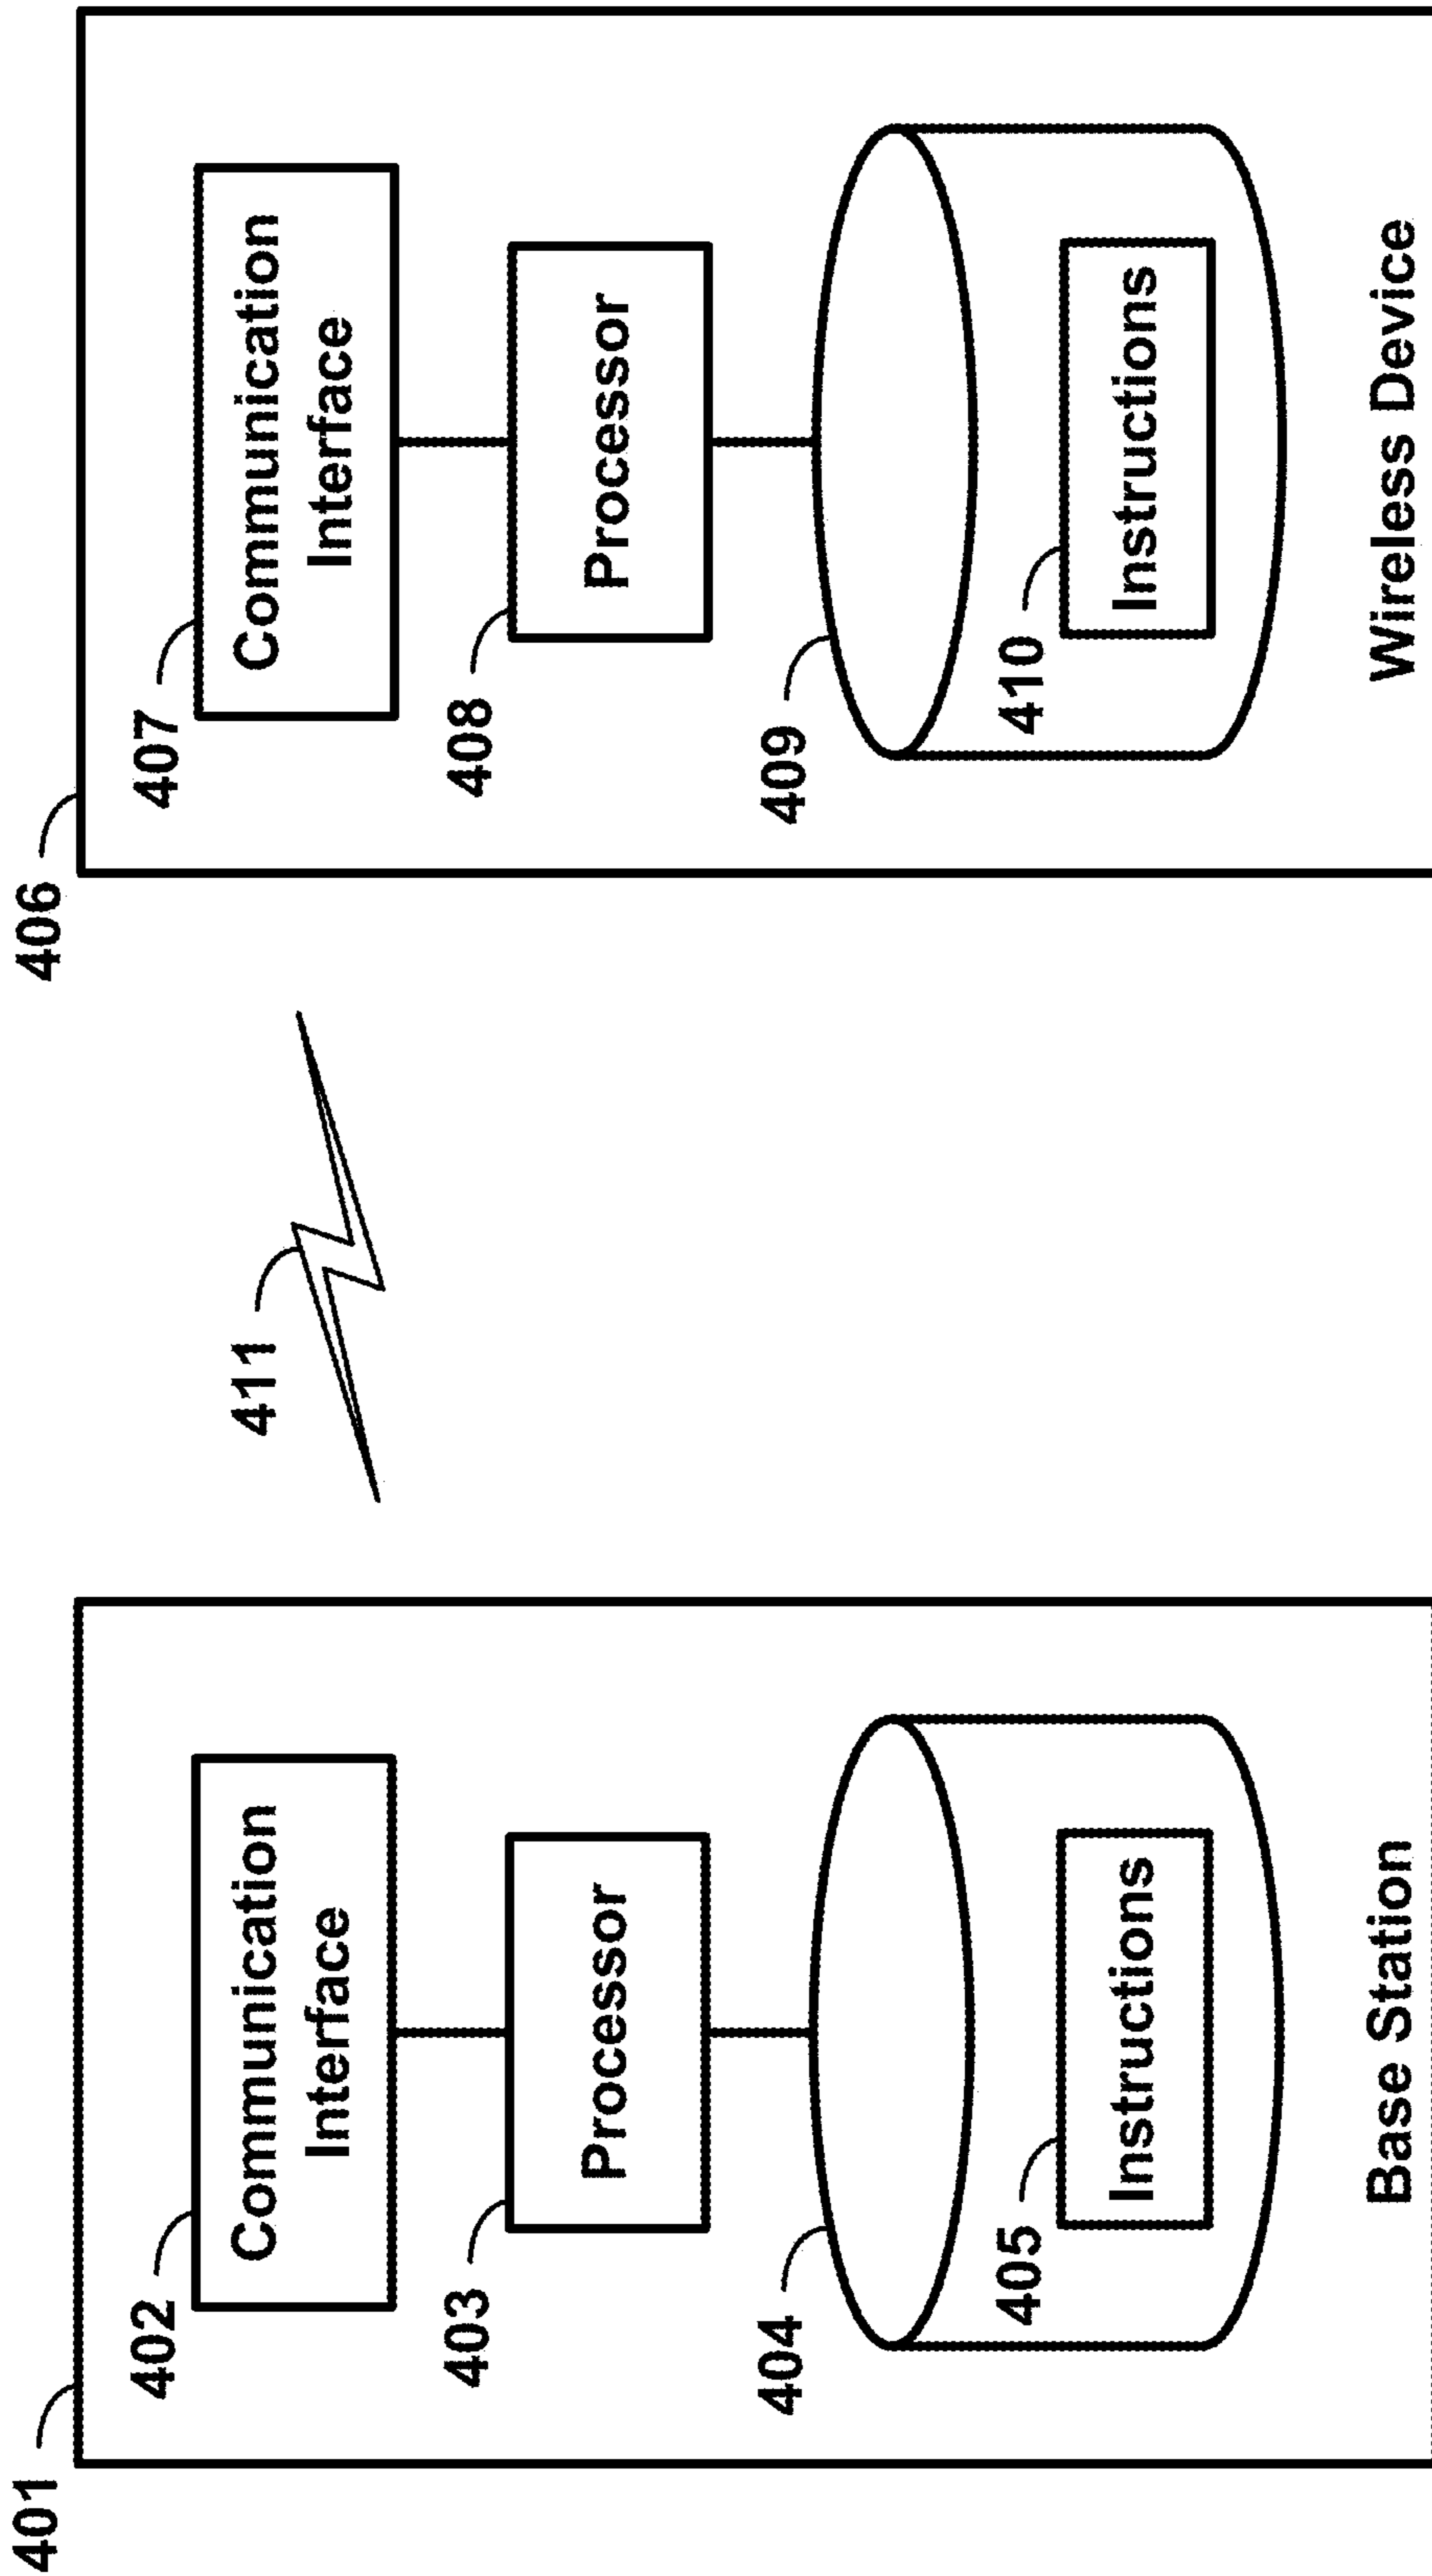 401
402
Communication
Interface
403
Processor
404
405
Instructions
Base Station
411
406
407
Communication
Interface
408
Processor
409
410
Instructions
Wireless Device